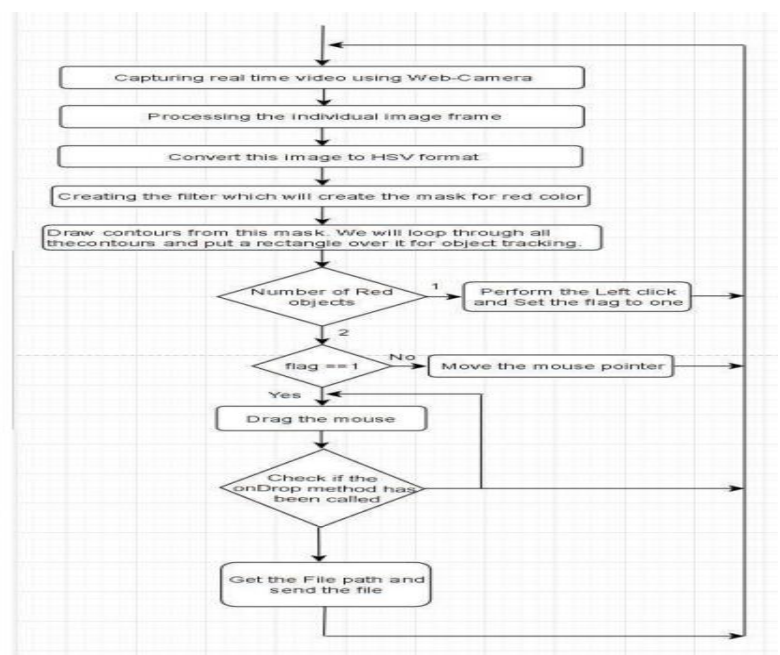 Capturing real time video using Web-Camera
Processing the individual image frame
Convert this image to HSV format
Creating the filter which will create the mask for red color
Draw contours from this mask. We will loop through all
thecontours and put a rectangle over it for object tracking.
Number of Red
objects
1
Perform the Left click
and Set the flag to one
2
flag ==1
No
Move the mouse pointer
Yes
Drag the mouse
Check if the
onDrop method has
been called
Get the File path and
send the file